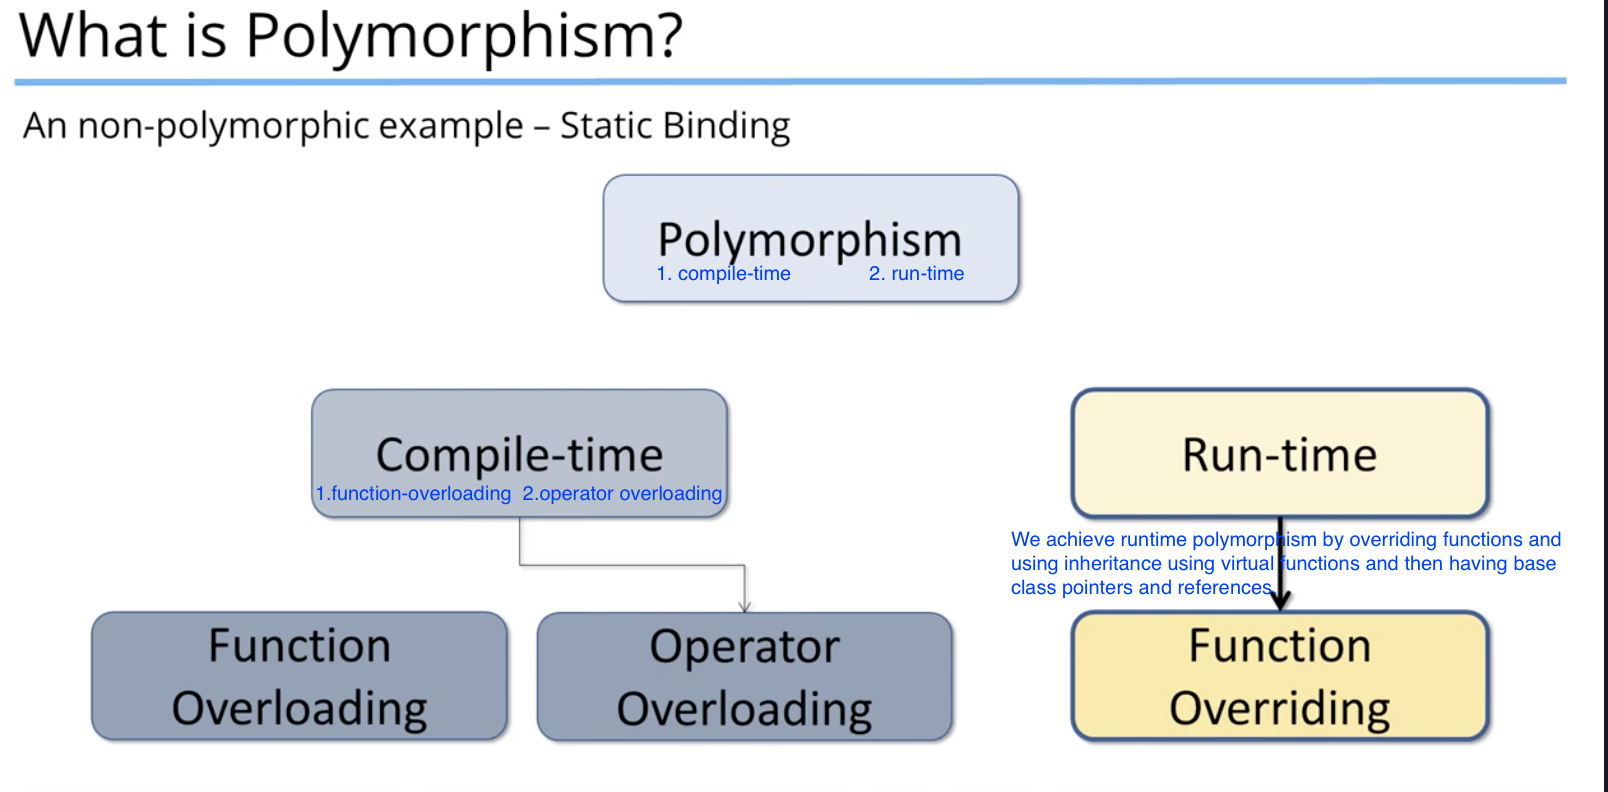 What is Polymorphism?
An non-polymorphic example – Static Binding
Polymorphism
1. compile-time 2. run-time
Compile-time
1.function-overloading 2.operator overloading
Run-time
We achieve runtime polymorphism by overriding functions and
using inheritance using virtual functions and then having base
class pointers and references.
Function
Overloading
Operator
Overloading
Function
Overriding